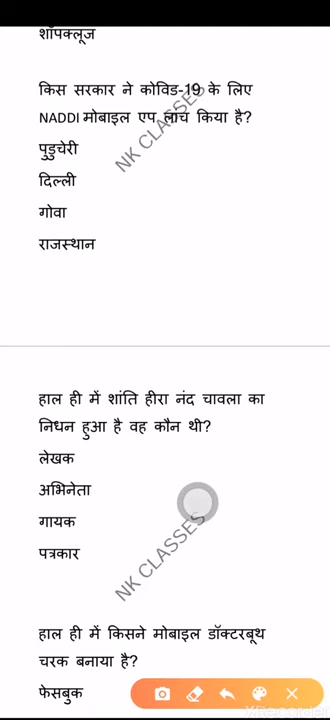 शॉपक्लूज
किस सरकार ने कोविड-19 के लिए
NADDI मोबाइल एप लांच किया है?
पुडुचेरी
दिल्ली
गोवा
राजस्थान
NK CLASSES
हाल ही में शांति हीरा नंद चावला का
निधन हुआ है वह कौन थी?
लेखक
अभिनेता
गायक
पत्रकार
NK CLASSES
हाल ही में किसने मोबाइल डॉक्टरबूथ
चरक बनाया है?
फेसबुक
XRecorder